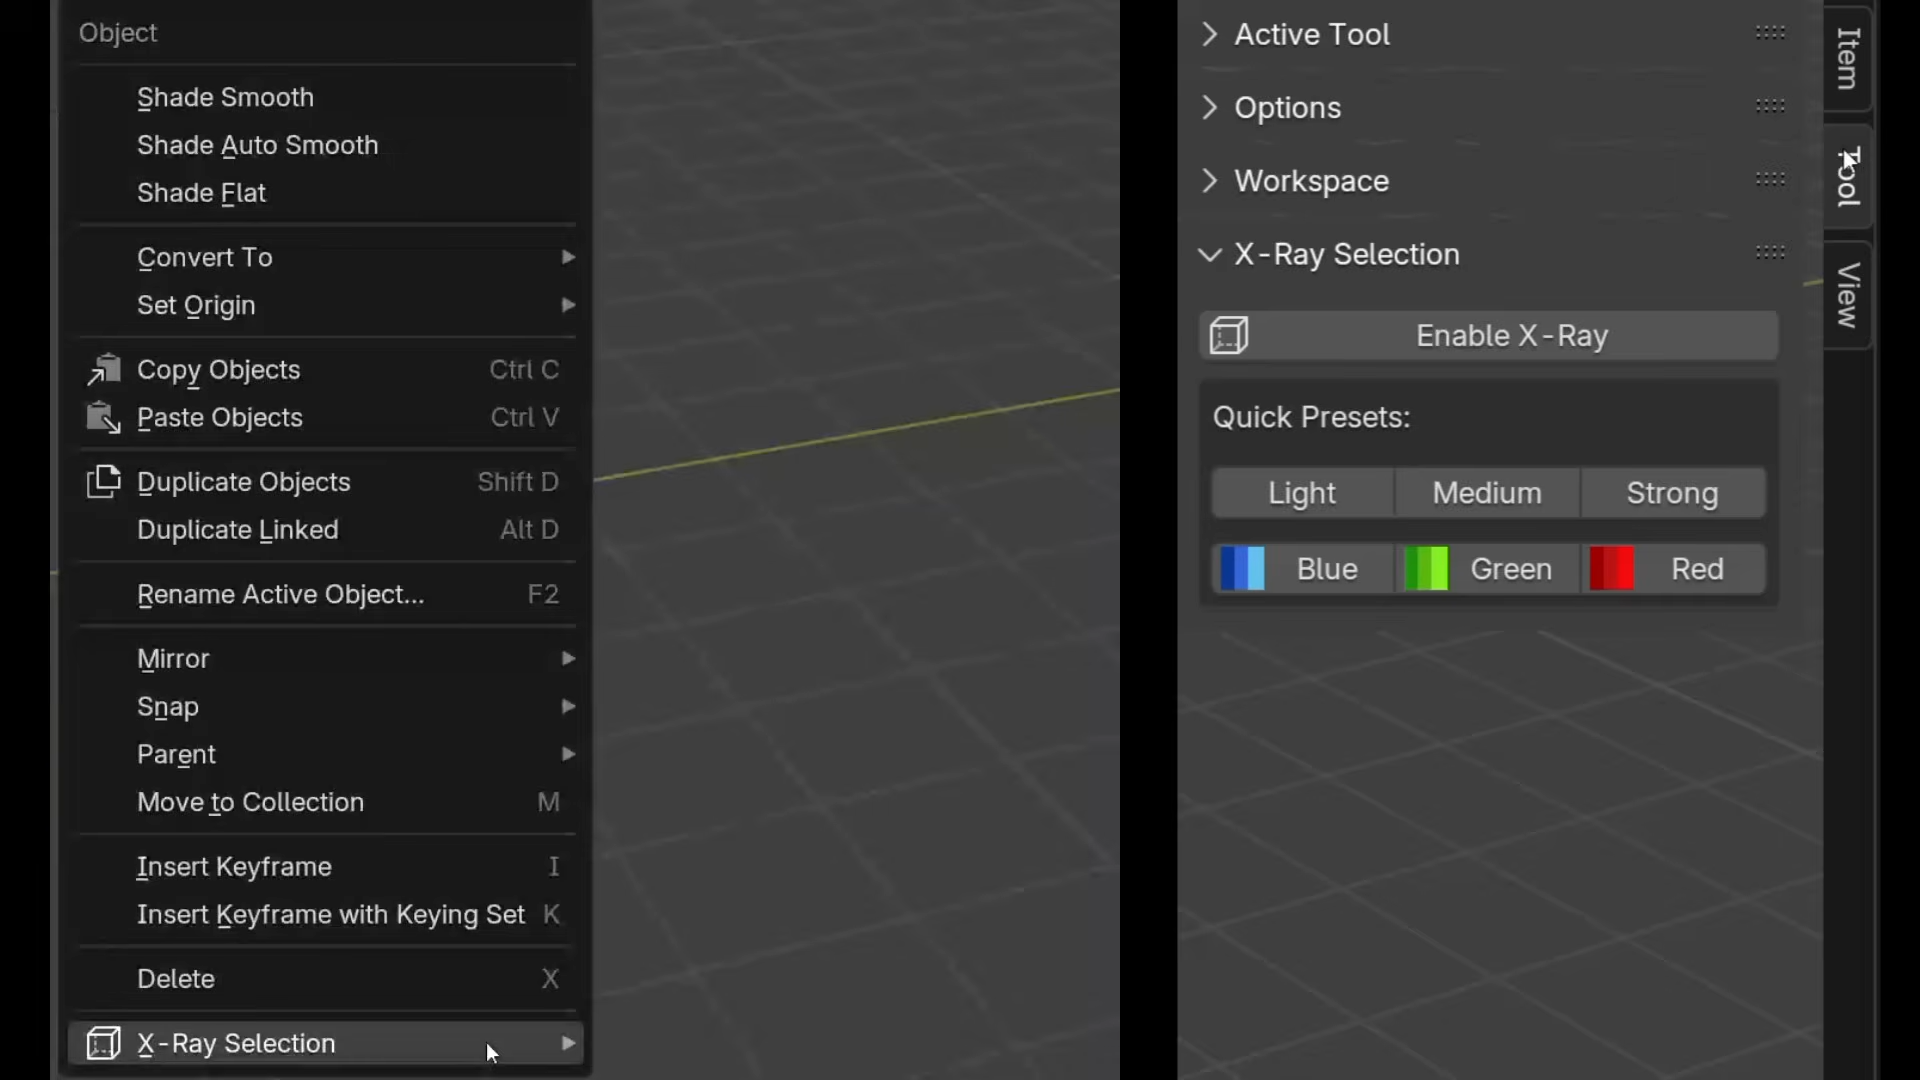 Object
Shade Smooth
Shade Auto Smooth
Shade Flat
Convert To
Set Origin
Copy Objects Ctrl C
Paste Objects Ctrl V
Duplicate Objects Shift D
Duplicate Linked Alt D
Rename Active Object... F2
Mirror
Snap
Parent
Move to Collection M
Insert Keyframe I
Insert Keyframe with Keying Set K
Delete X
X-Ray Selection
Active Tool
Options
Workspace
X-Ray Selection
Enable X-Ray
Quick Presets:
Light Medium Strong
Blue Green Red
Item
Tool
View